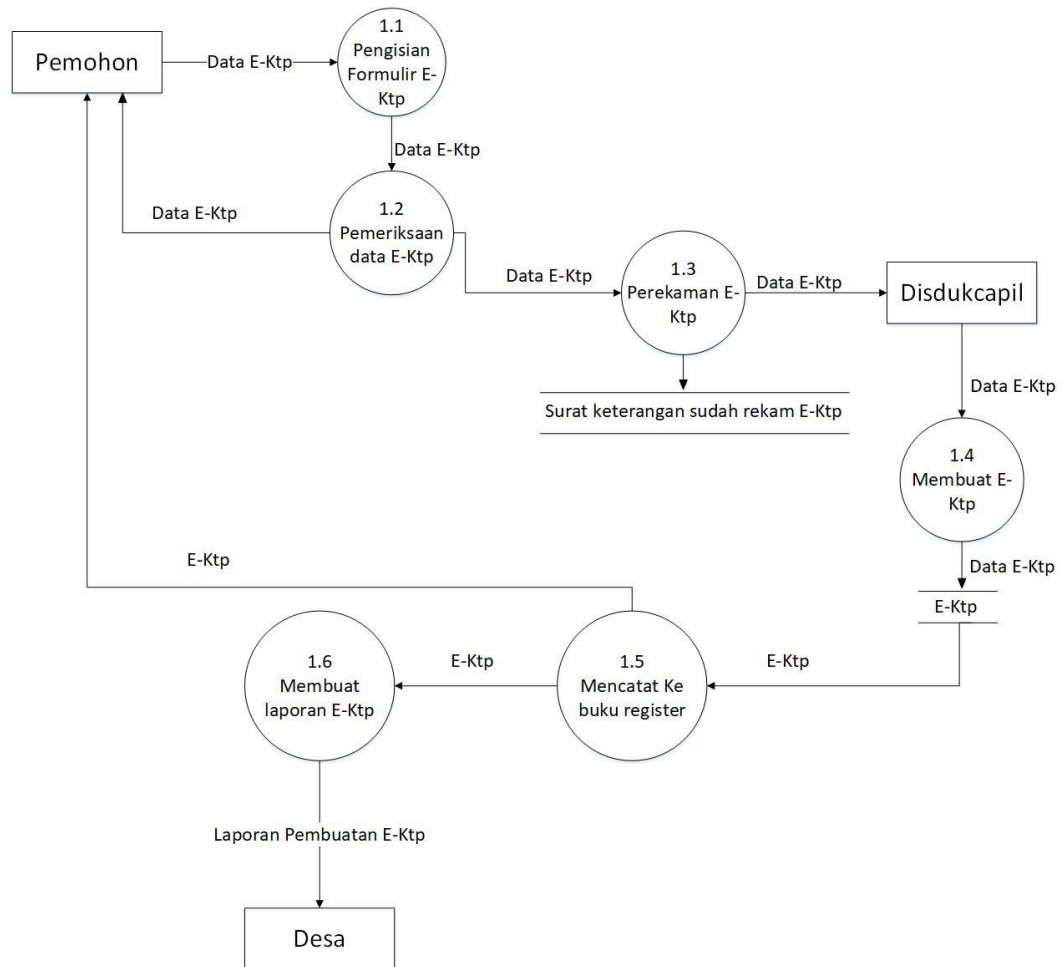 Pemohon
Data E-Ktp
1.1
Pengisian
Formulir E-
Ktp
Data E-Ktp
Data E-Ktp
1.2
Pemeriksaan
data E-Ktp
Data E-Ktp
1.3
Perekaman E-
Ktp
Data E-Ktp
Disdukcapil
Surat keterangan sudah rekam E-Ktp
Data E-Ktp
1.4
Membuat E-
Ktp
Data E-Ktp
E-Ktp
E-Ktp
1.5
Mencatat Ke
buku register
E-Ktp
E-Ktp
1.6
Membuat
laporan E-Ktp
Laporan Pembuatan E-Ktp
Desa